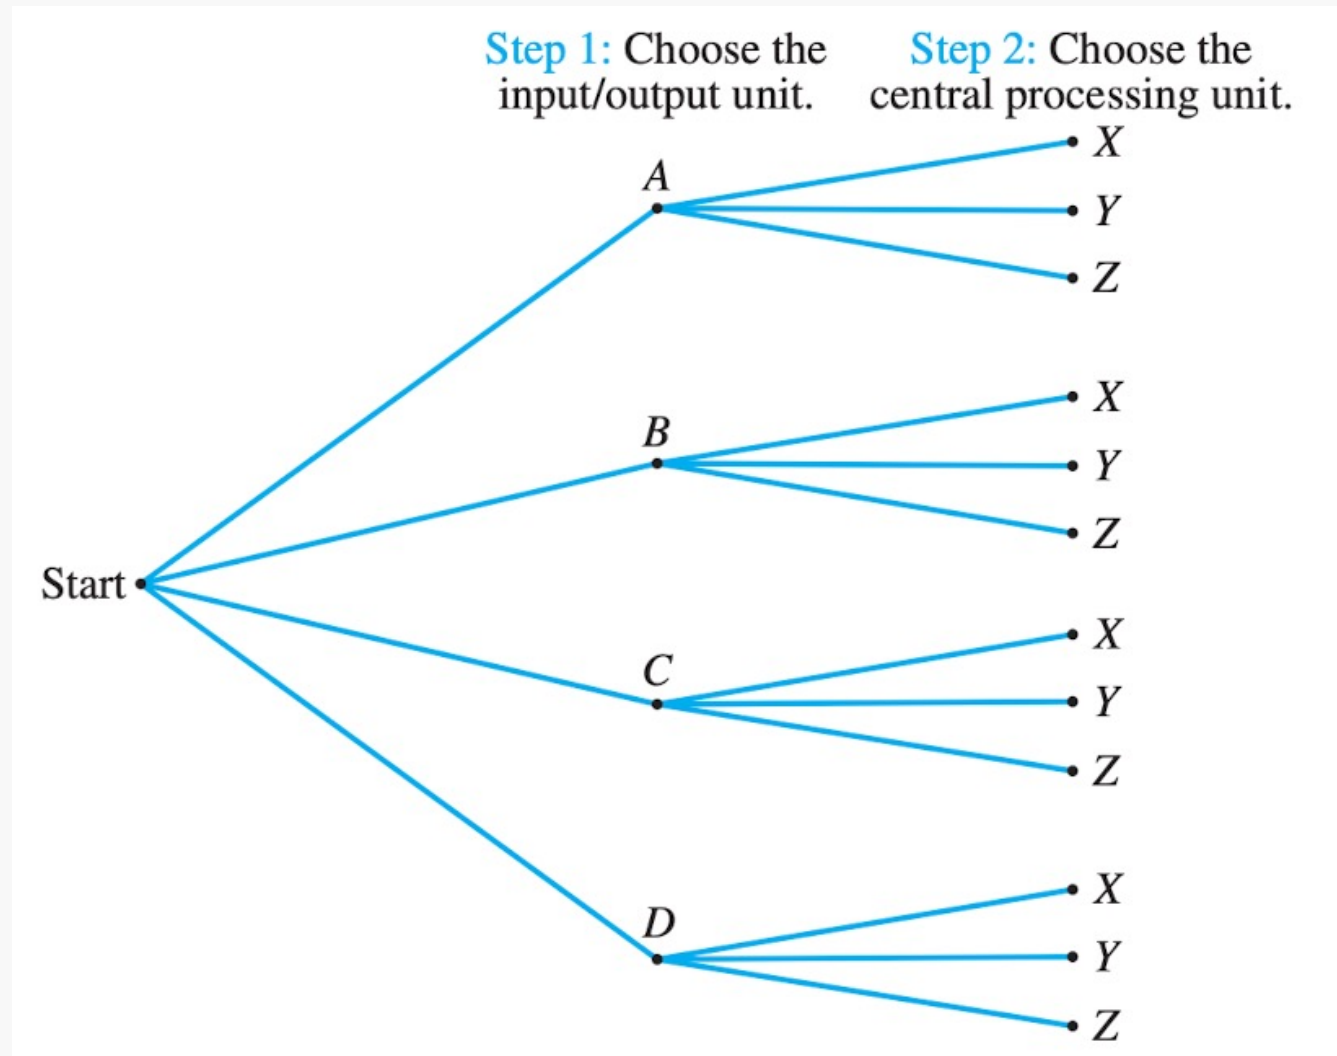 Step 1: Choose the
input/output unit.
Step 2: Choose the
central processing unit.
A
X
Y
Z
B
X
Y
Z
Start
C
X
Y
Z
D
X
Y
Z